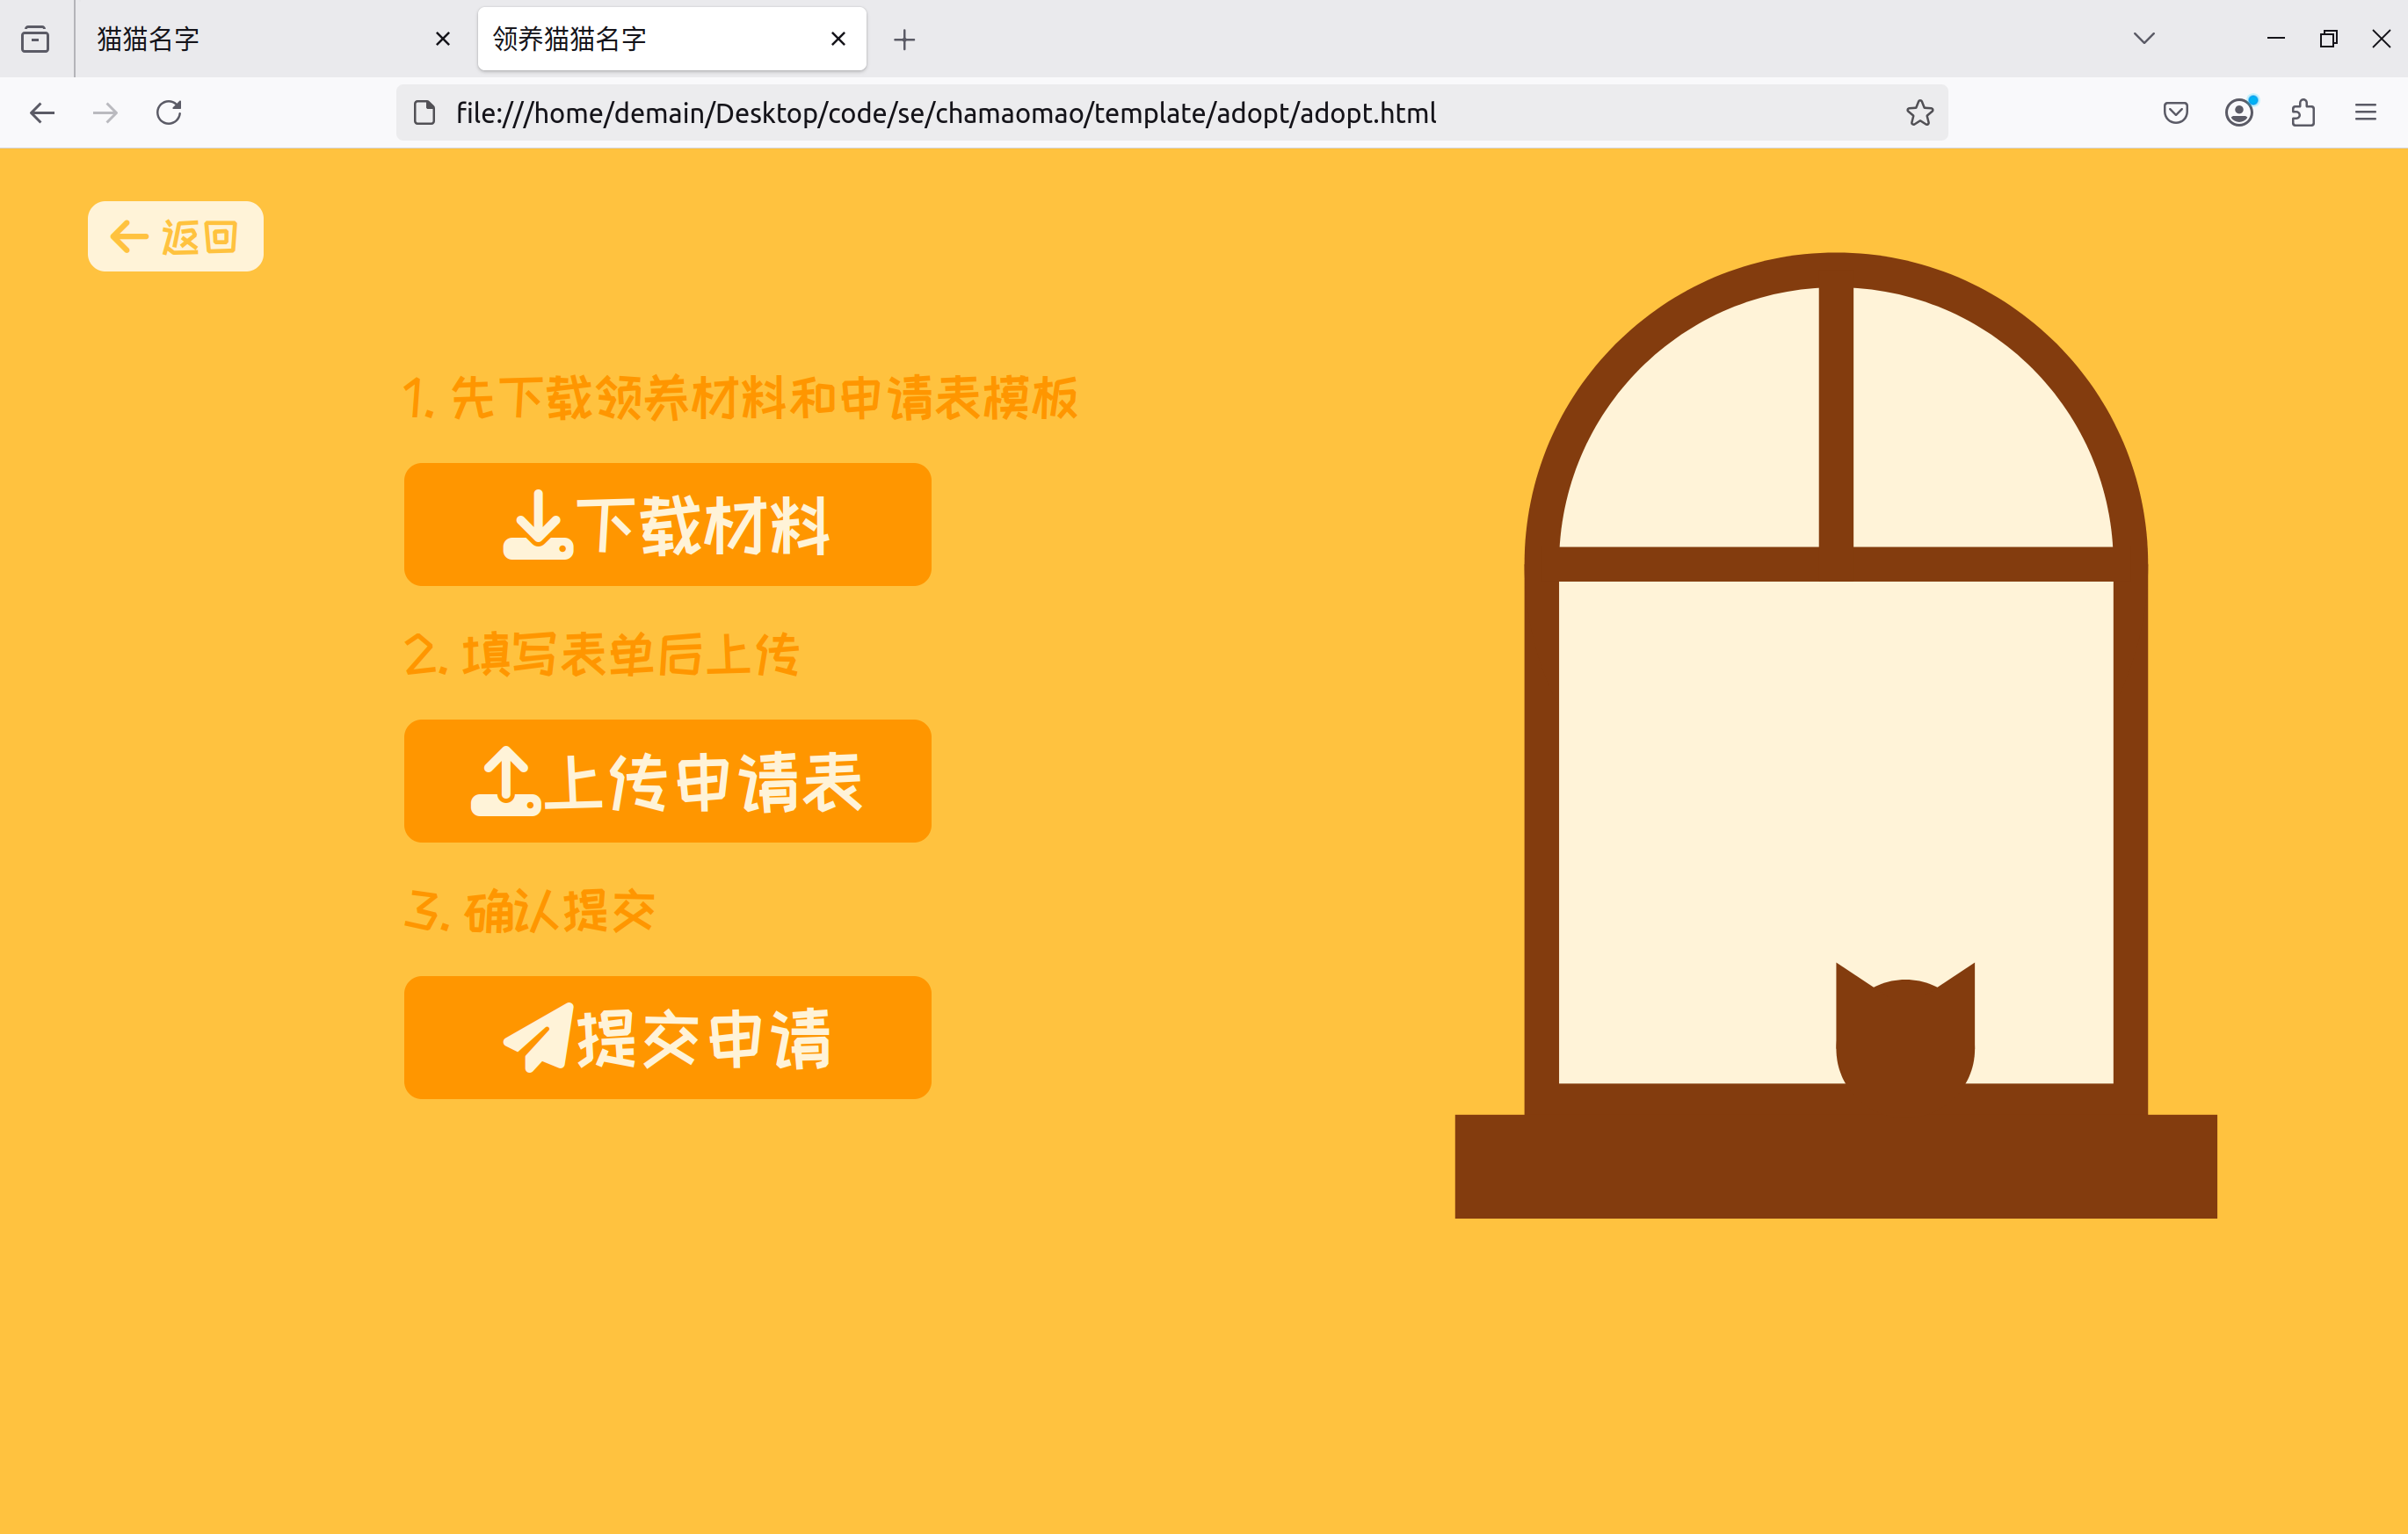 猫猫名字
领养猫猫名字
file:///home/demain/Desktop/code/se/chamaomao/template/adopt/adopt.html
返回
1. 先下载领养材料和申请表模板
下载材料
2. 填写表单后上传
上传申请表
3. 确认提交
提交申请